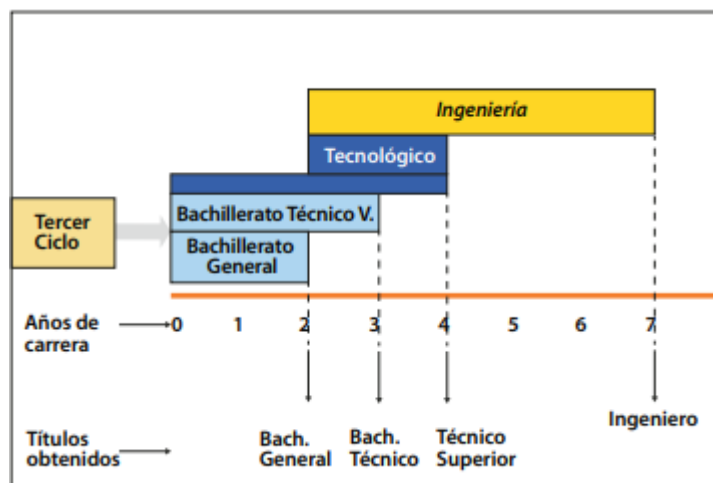 Ingeniería
Tecnológico
Bachillerato Técnico V.
Tercer
Ciclo
Bachillerato
General
Años de
carrera
0 1 2 3 4 5 6 7
Títulos
obtenidos
Bach.
General
Bach.
Técnico
Técnico
Superior
Ingeniero